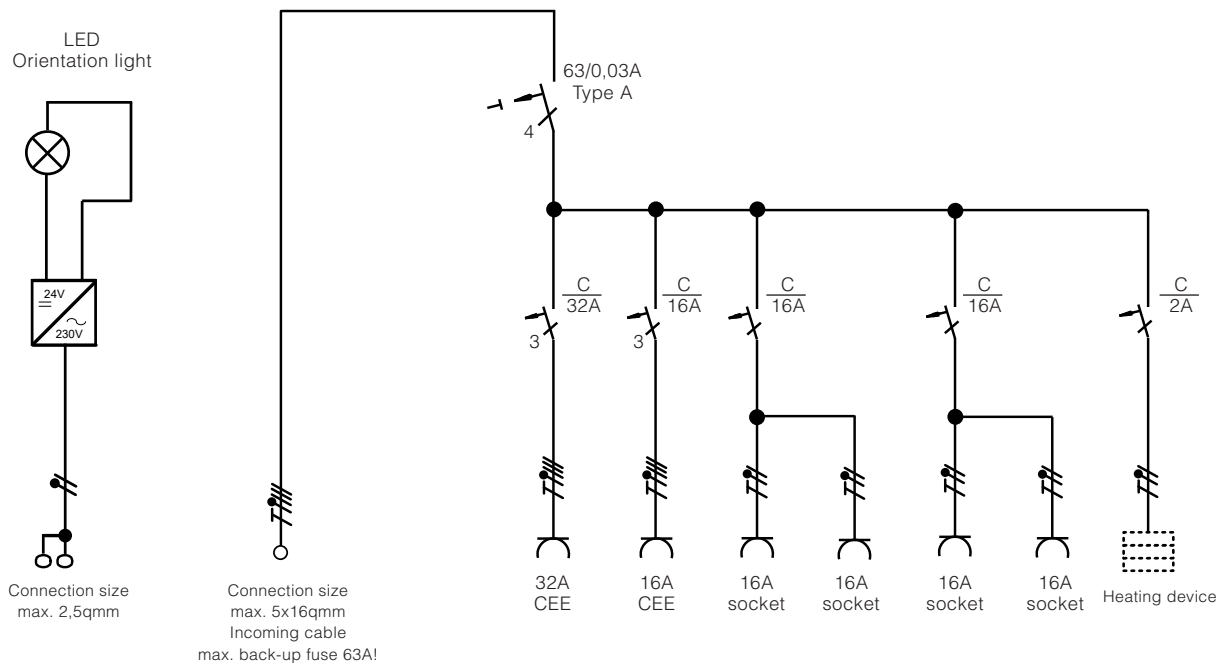 LED
Orientation light
24V
230V
Connection size
max. 2,5qmm
Connection size
max. 5x16qmm
Incoming cable
max. back-up fuse 63A!
63/0,03A
Type A
4
C
32A
3
C
16A
3
C
16A
C
16A
C
2A
32A
CEE
16A
CEE
16A
socket
16A
socket
16A
socket
16A
socket
Heating device